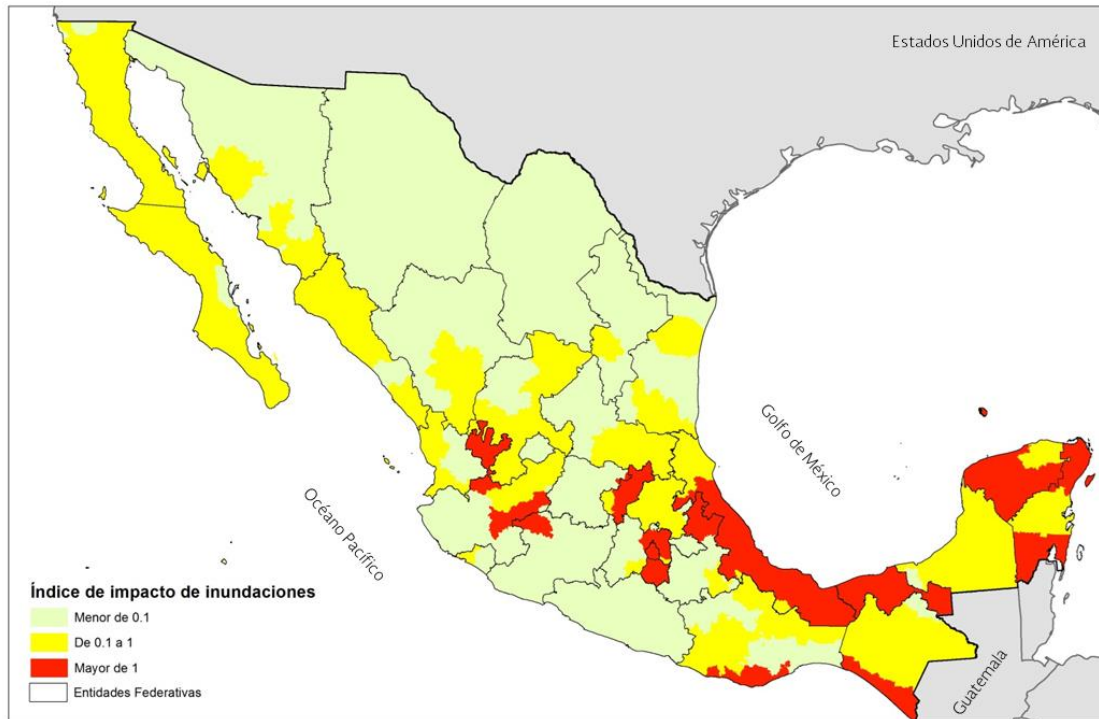 Estados Unidos de América
Golfo de México
Océano Pacífico
Guatemala
Índice de impacto de inundaciones
Menor de 0.1
De 0.1 a 1
Mayor de 1
Entidades Federativas